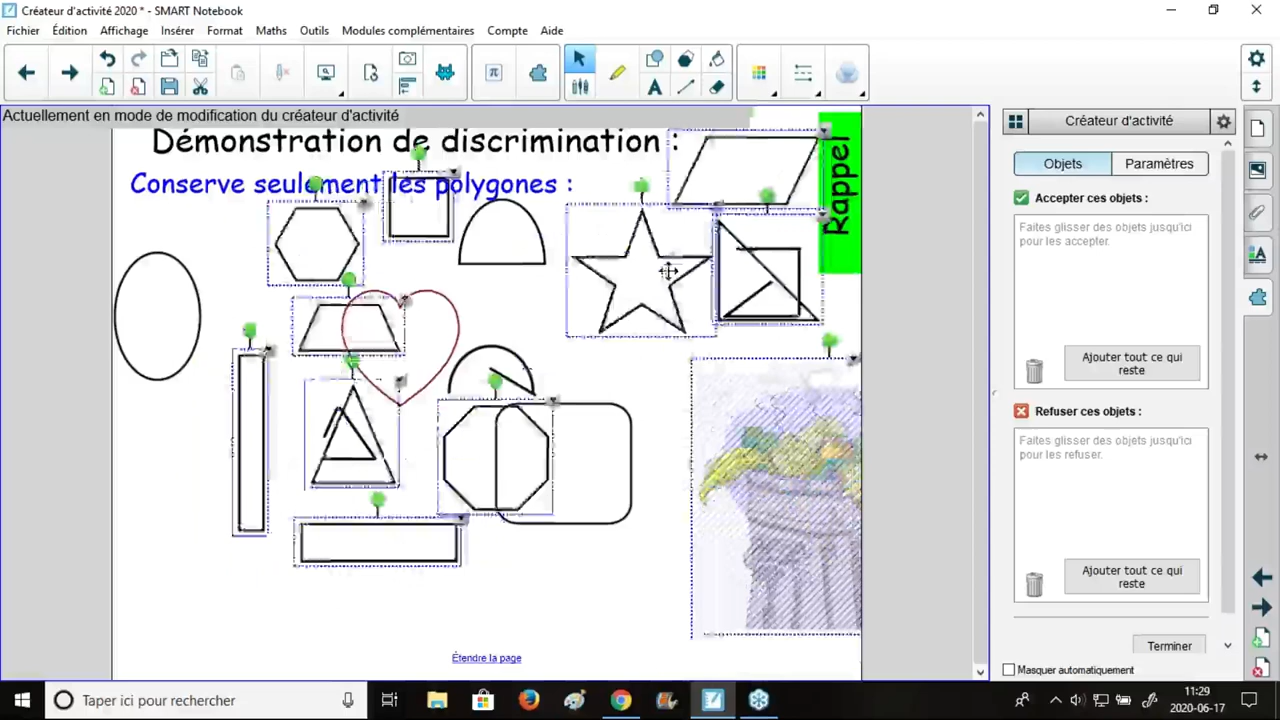 Créateur d'activité 2020 * - SMART Notebook
Fichier Édition Affichage Insérer Format Maths Outils Modules complémentaires Compte Aide
Actuellement en mode de modification du créateur d'activité
Démonstration de discrimination :
Conserve seulement les polygones :
Rappel
Étendre la page
Créateur d'activité
Objets Paramètres
Accepter ces objets :
Faites glisser des objets jusqu'ici
pour les accepter.
Ajouter tout ce qui
reste
Refuser ces objets :
Faites glisser des objets jusqu'ici
pour les refuser.
Ajouter tout ce qui
reste
Terminer
Masquer automatiquement
Taper ici pour rechercher
11:29
2020-06-17